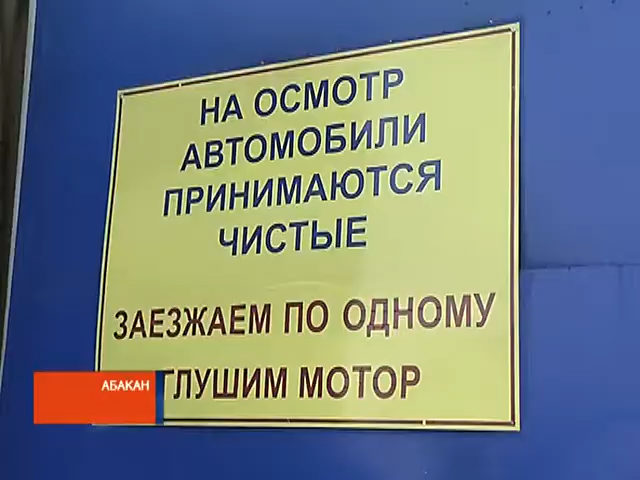 НА ОСМОТР
АВТОМОБИЛИ
ПРИНИМАЮТСЯ
ЧИСТЫЕ
ЗАЕЗЖАЕМ ПО ОДНОМУ
ГЛУШИМ МОТОР
АБАКАН